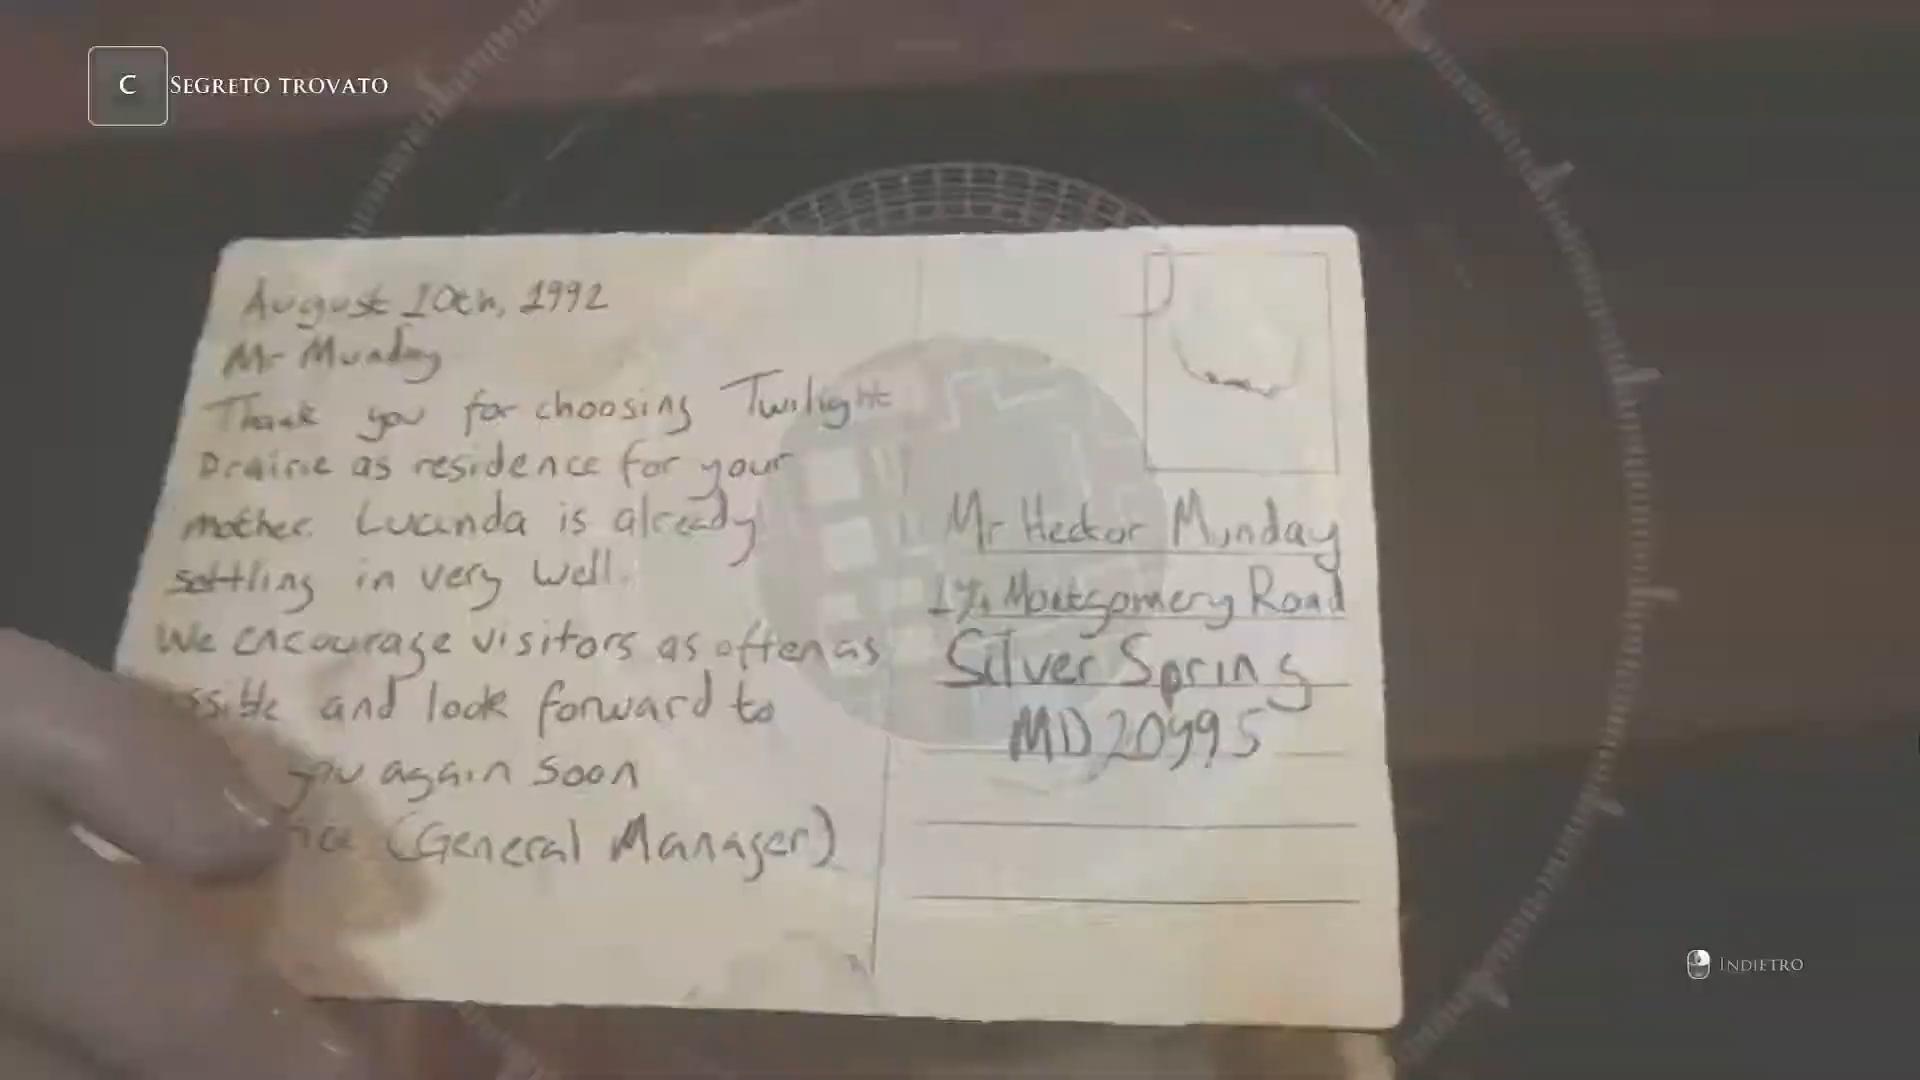 C SEGRETO TROVATO
August 10th, 1992
Mr Munday
Thank you for choosing Twilight
Prairie as residence for your
mother. Lucinda is already
settling in very well.
We encourage visitors as often as
ssible and look forward to
you again soon
(General Manager)
Mr Hector Munday
Montgomery Road
Silver Spring
MD 20995
INDIETRO